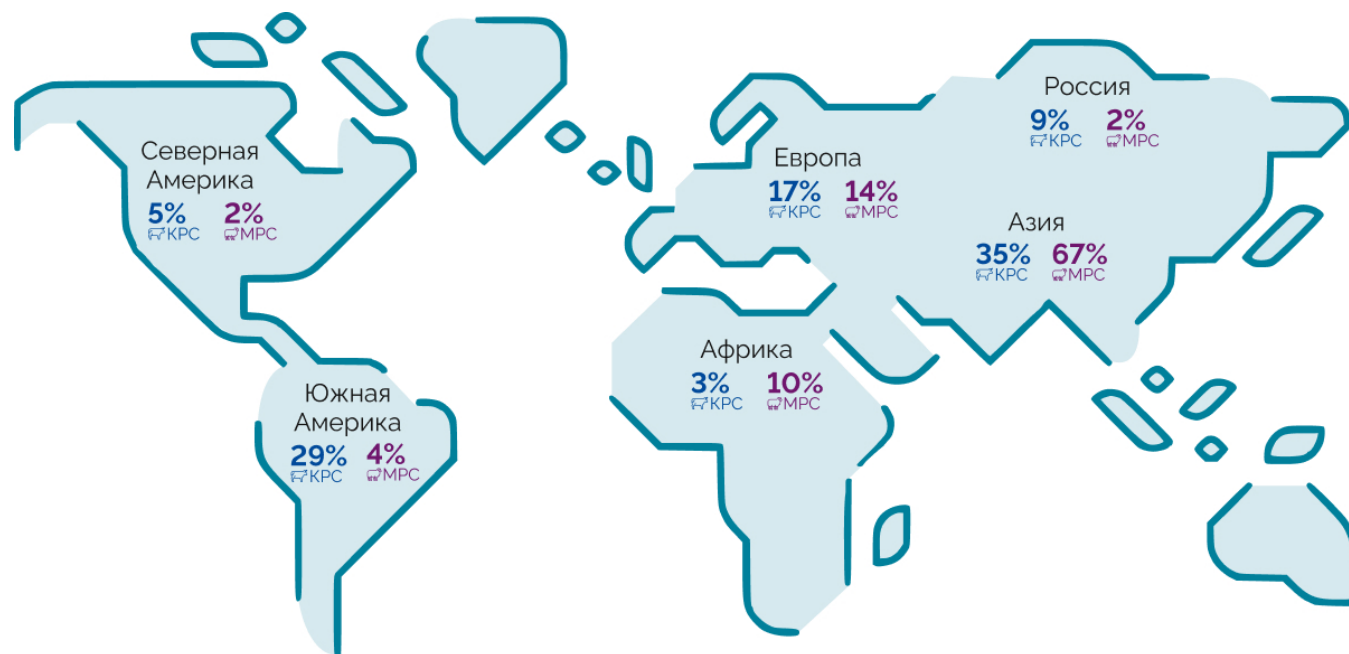 Северная
Америка
5% 2%
КРС МРС
Южная
Америка
29% 4%
КРС МРС
Европа
17% 14%
КРС МРС
Африка
3% 10%
КРС МРС
Россия
9% 2%
КРС МРС
Азия
35% 67%
КРС МРС